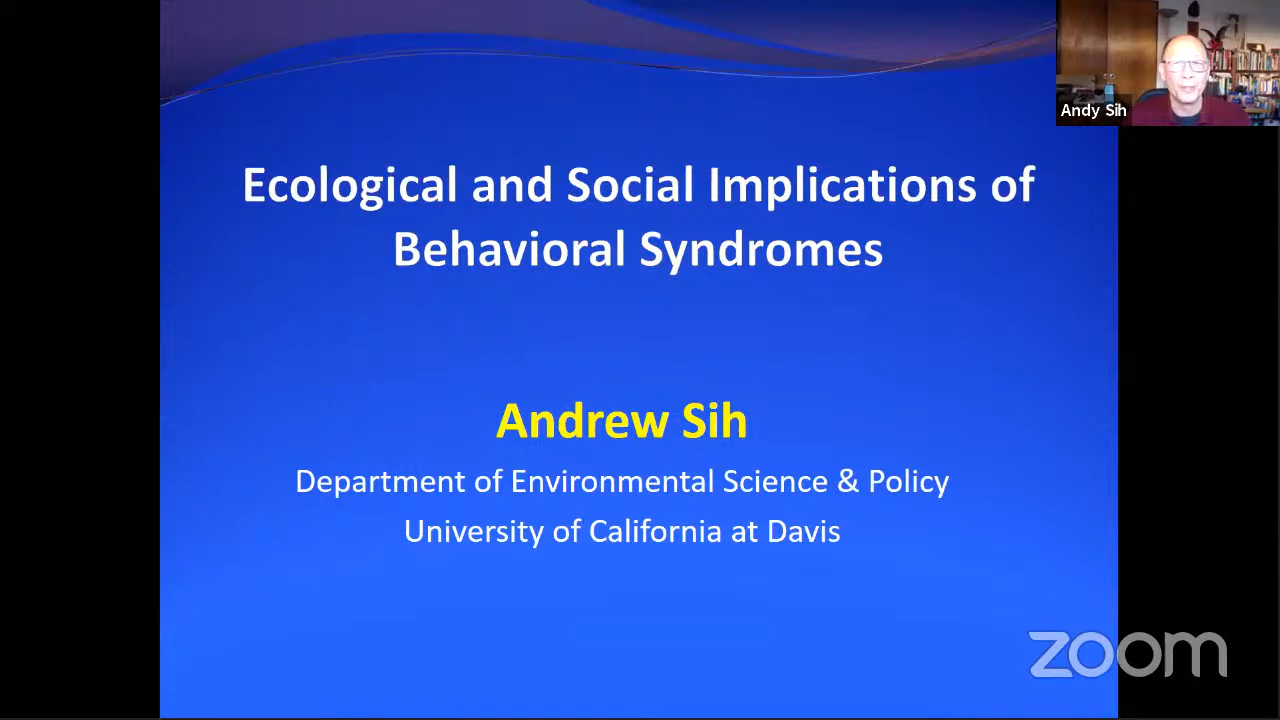 Andy Sih
Ecological and Social Implications of
Behavioral Syndromes
Andrew Sih
Department of Environmental Science & Policy
University of California at Davis
zoom